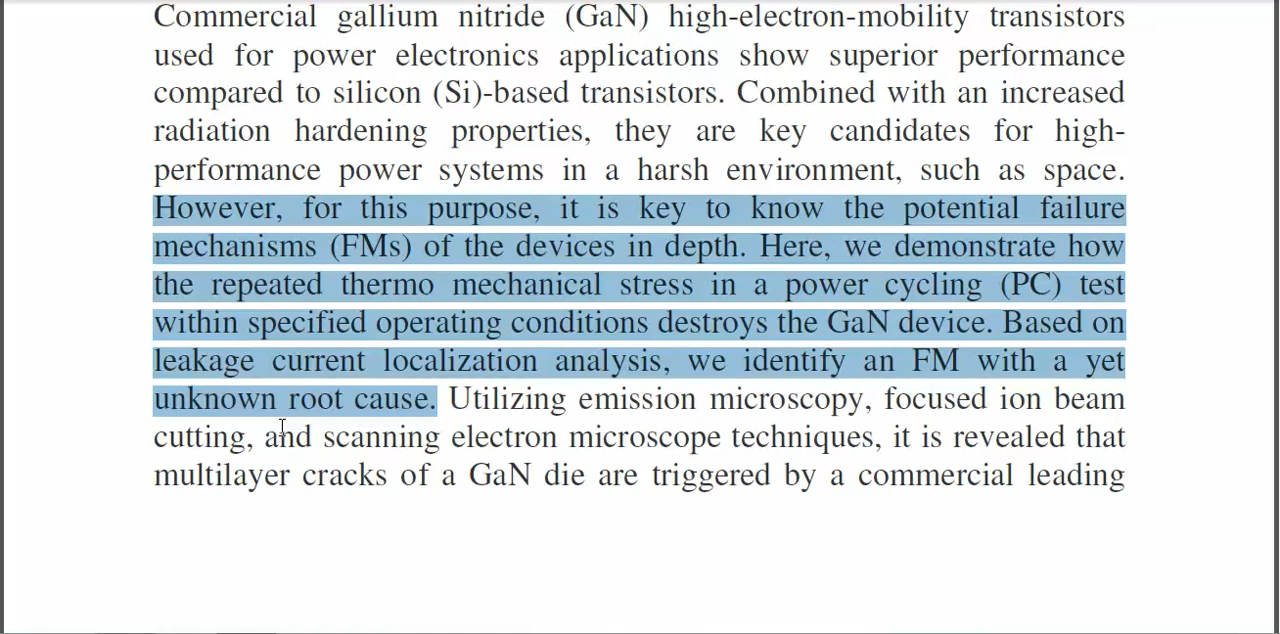 Commercial gallium nitride (GaN) high-electron-mobility transistors
used for power electronics applications show superior performance
compared to silicon (Si)-based transistors. Combined with an increased
radiation hardening properties, they are key candidates for high-
performance power systems in a harsh environment, such as space.
However, for this purpose, it is key to know the potential failure
mechanisms (FMs) of the devices in depth. Here, we demonstrate how
the repeated thermo mechanical stress in a power cycling (PC) test
within specified operating conditions destroys the GaN device. Based on
leakage current localization analysis, we identify an FM with a yet
unknown root cause. Utilizing emission microscopy, focused ion beam
cutting, and scanning electron microscope techniques, it is revealed that
multilayer cracks of a GaN die are triggered by a commercial leading